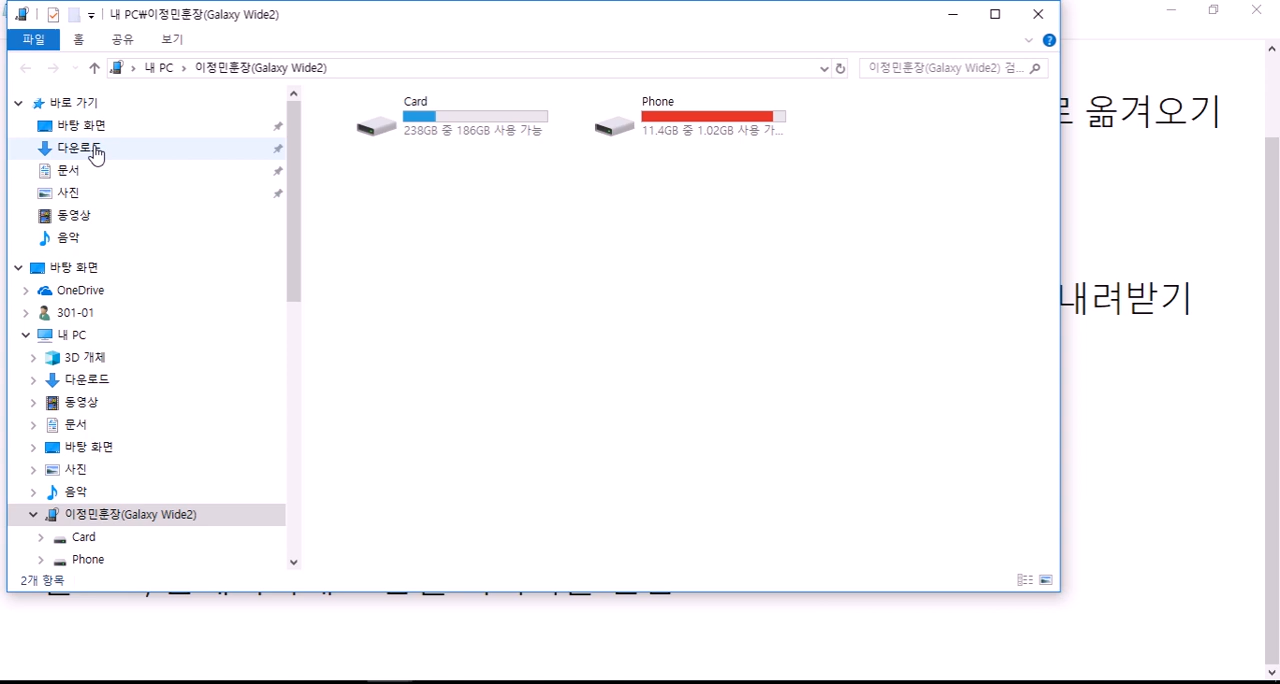 내 PC₩이정민훈장(Galaxy Wide2)
파일 홈 공유 보기
내 PC 이정민훈장(Galaxy Wide2)
이정민훈장(Galaxy Wide2) 검...
바로 가기
바탕 화면
다운로드
문서
사진
동영상
음악
바탕 화면
OneDrive
301-01
내 PC
3D 개체
다운로드
동영상
문서
바탕 화면
사진
음악
이정민훈장(Galaxy Wide2)
Card
Phone
2개 항목
Card
238GB 중 186GB 사용 가능
Phone
11.4GB 중 1.02GB 사용 가...
로 옮겨오기
내려받기